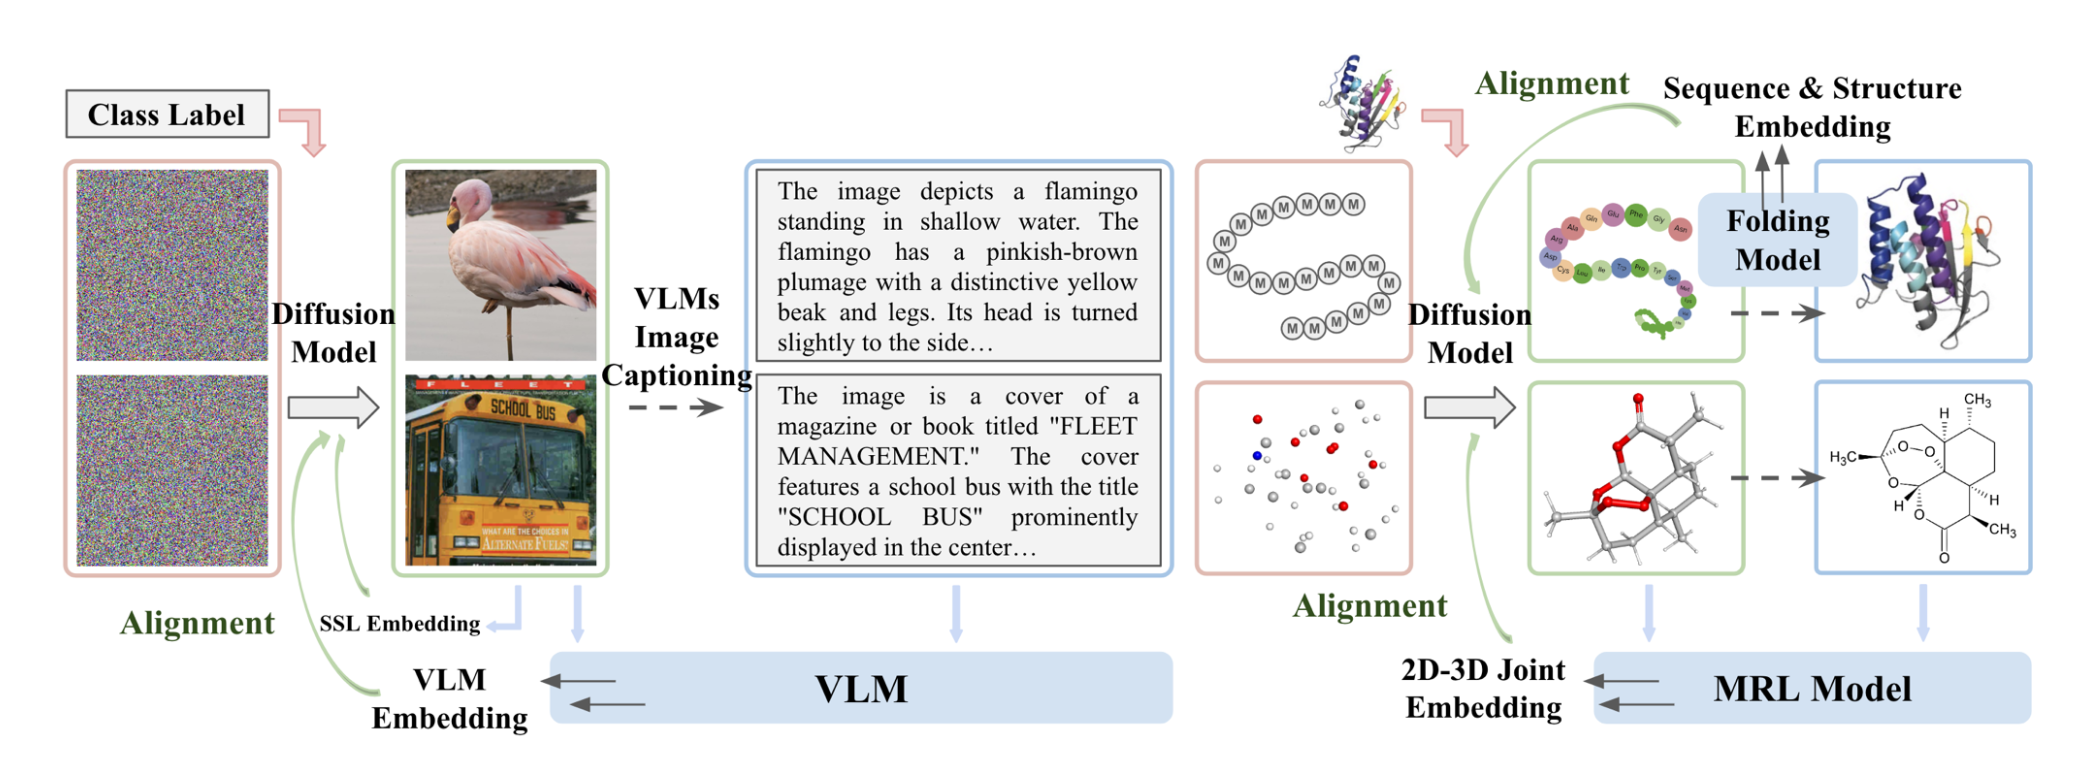 Class Label
Diffusion
Model
FLEET
SCHOOL BUS
WHAT ARE THE CHOICES IN
ALTERNATE FUELS!
VLMs
Image
Captioning
The image depicts a flamingo
standing in shallow water. The
flamingo has a pinkish-brown
plumage with a distinctive yellow
beak and legs. Its head is turned
slightly to the side…
The image is a cover of a
magazine or book titled "FLEET
MANAGEMENT." The cover
features a school bus with the title
"SCHOOL BUS" prominently
displayed in the center…
Alignment
SSL Embedding
VLM
Embedding
VLM
Alignment
Sequence & Structure
Embedding
M M M M M M M
M
M
M M M M M M M M
M
M M M M M
Diffusion
Model
Asn
Gly
Phe
Glu
Gln
Ala
Arg
Asp
Cys
Leu
Ile
Trp
Pro
Tyr
Folding
Model
CH3
H
H3C
O
O
O
H
H
O
CH3
O
Alignment
2D-3D Joint
Embedding
MRL Model